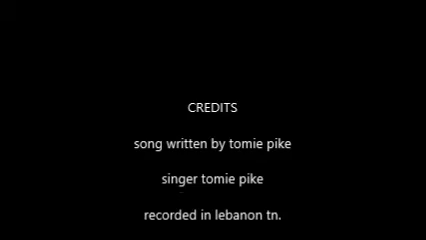 CREDITS
song written by tomie pike
singer tomie pike
recorded in lebanon tn.